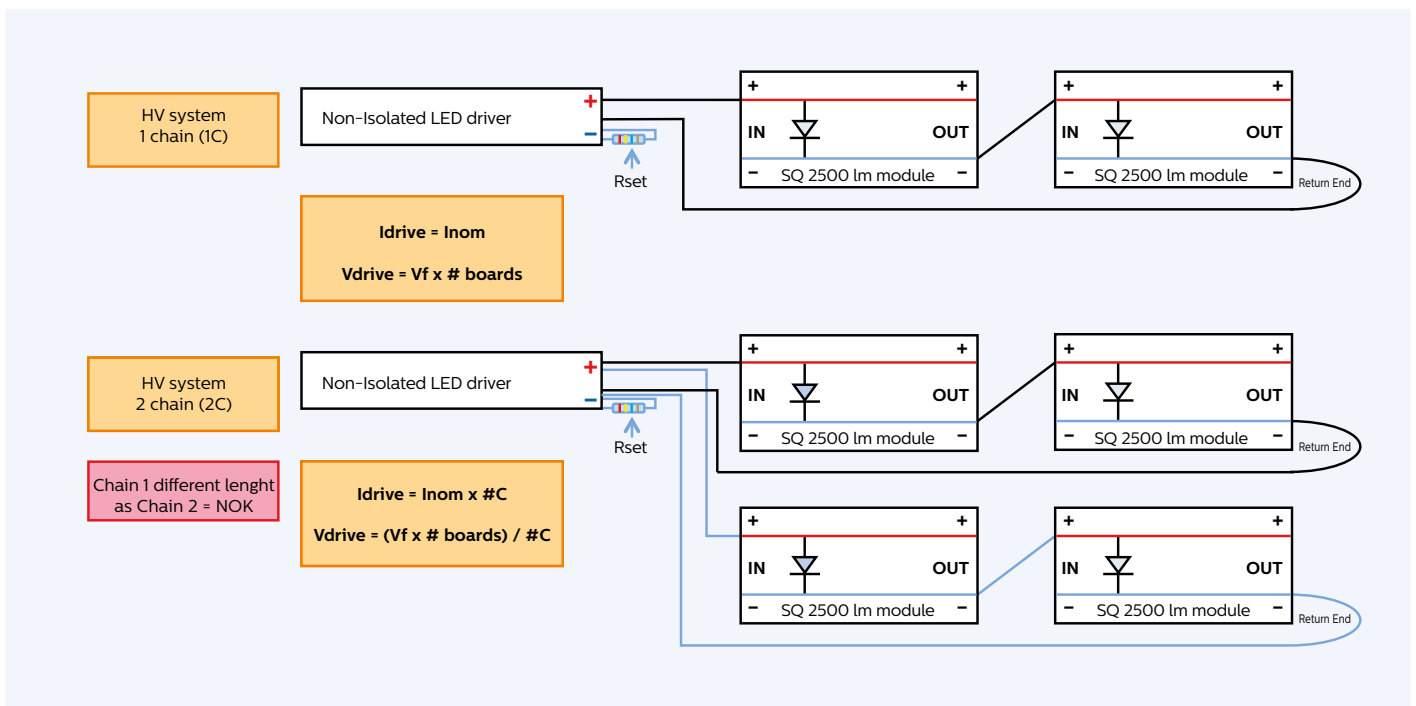 HV system
1 chain (1C)
Non-Isolated LED driver
+
−
Rset
+ +
IN OUT
− SQ 2500 lm module −
+ +
IN OUT
− SQ 2500 lm module −
Return End
Idrive = Inom
Vdrive = Vf x # boards
HV system
2 chain (2C)
Non-Isolated LED driver
+
−
Rset
+ +
IN OUT
− SQ 2500 lm module −
+ +
IN OUT
− SQ 2500 lm module −
Return End
Chain 1 different lenght
as Chain 2 = NOK
Idrive = Inom x #C
Vdrive = (Vf x # boards) / #C
+ +
IN OUT
− SQ 2500 lm module −
+ +
IN OUT
− SQ 2500 lm module −
Return End